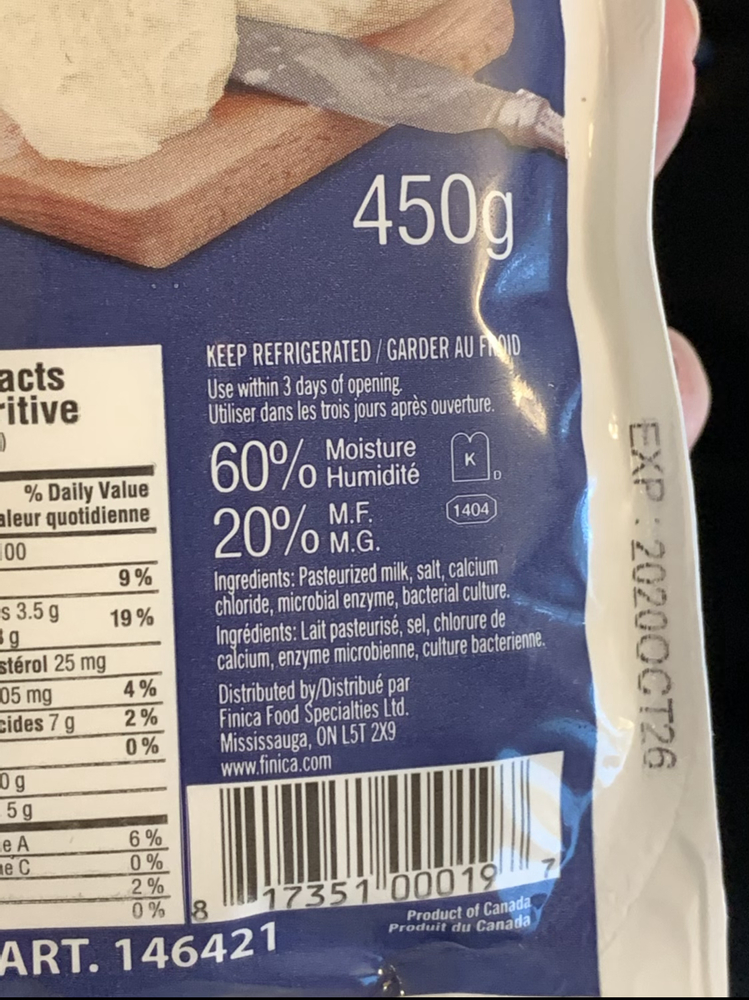 450g
KEEP REFRIGERATED / GARDER AU FROID
Use within 3 days of opening.
Utiliser dans les trois jours après ouverture.
60% Moisture
Humidité
K
D
20% M.F.
M.G.
1404
Ingredients: Pasteurized milk, salt, calcium
chloride, microbial enzyme, bacterial culture.
Ingrédients: Lait pasteurisé, sel, chlorure de
calcium, enzyme microbienne, culture bacterienne.
Distributed by/Distribué par
Finica Food Specialties Ltd.
Mississauga, ON L5T 2X9
www.finica.com
8 17351 00019 7
Product of Canada
Produit du Canada
acts
ritive
)
% Daily Value
aleur quotidienne
00
9 %
s 3.5 g 19 %
g
stérol 25 mg
05 mg 4 %
cides 7 g 2 %
0 %
0 g
5 g
e A 6 %
e C 0 %
2 %
0 %
ART. 146421
EXP : 2020OCT26